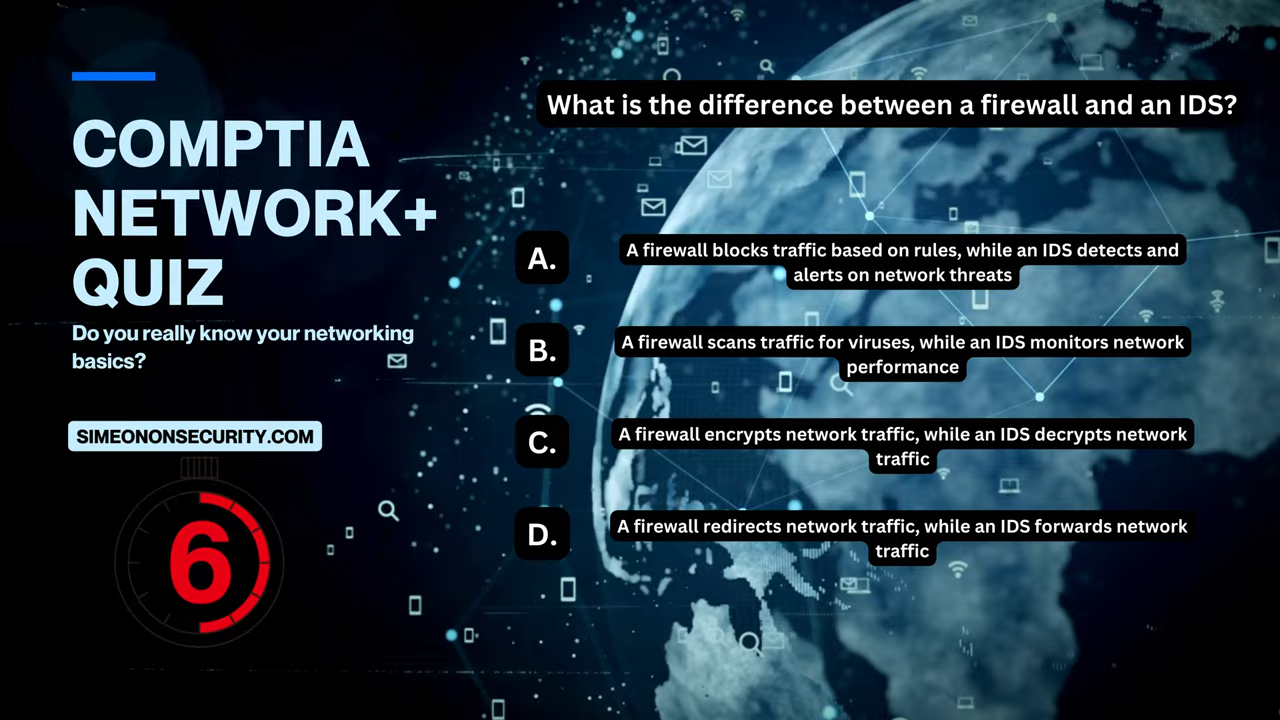 COMPTIA
NETWORK+
QUIZ
Do you really know your networking
basics?
SIMEONONSECURITY.COM
6
What is the difference between a firewall and an IDS?
A.
A firewall blocks traffic based on rules, while an IDS detects and
alerts on network threats
B.
A firewall scans traffic for viruses, while an IDS monitors network
performance
C.
A firewall encrypts network traffic, while an IDS decrypts network
traffic
D.
A firewall redirects network traffic, while an IDS forwards network
traffic